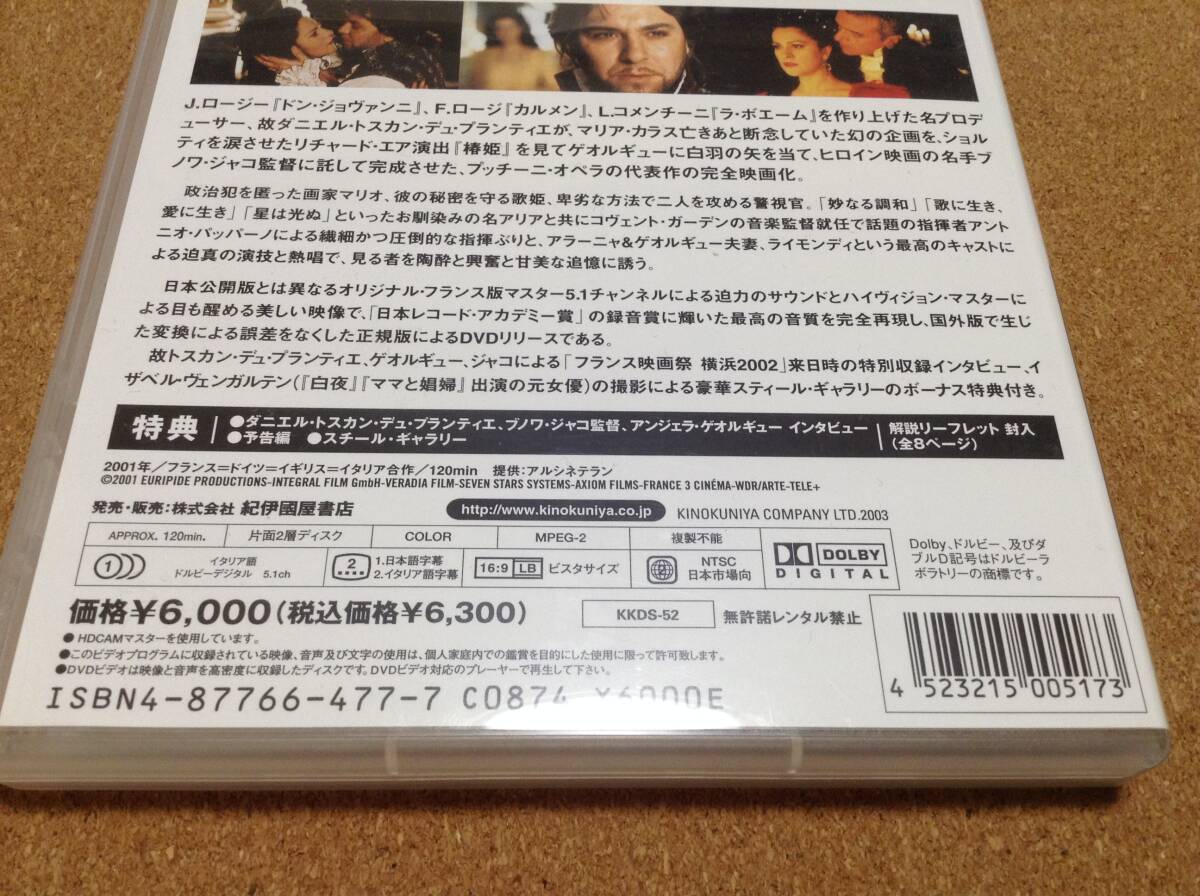 J.ロージー『ドン・ジョヴァンニ』、F.ロージ『カルメン』、L.コメンチーニ『ラ・ボエーム』を作り上げた名プロデ
ューサー、故ダニエル・トスカン・デュ・プランティエが、マリア・カラス亡きあと断念していた幻の企画を、ショル
ティを涙させたリチャード・エア演出『椿姫』を見てゲオルギューに白羽の矢を当て、ヒロイン映画の名手ブ
ノワ・ジャコ監督に託して完成させた、プッチーニ・オペラの代表作の完全映画化。
政治犯を匿った画家マリオ、彼の秘密を守る歌姫、卑劣な方法で二人を攻める警視官。「妙なる調和」「歌に生き、
愛に生き」「星は光ぬ」といったお馴染みの名アリアと共にコヴェント・ガーデンの音楽監督就任で話題の指揮者アント
ニオ・パッパーノによる繊細かつ圧倒的な指揮ぶりと、アラーニャ&ゲオルギュー夫妻、ライモンディという最高のキャストに
よる迫真の演技と熱唱で、見る者を陶酔と興奮と甘美な追憶に誘う。
日本公開版とは異なるオリジナル・フランス版マスター5.1チャンネルによる迫力のサウンドとハイヴィジョン・マスターに
よる目も醒める美しい映像で、「日本レコード・アカデミー賞」の録音賞に輝いた最高の音質を完全再現し、国外版で生じ
た変換による誤差をなくした正規版によるDVDリリースである。
故トスカン・デュ・プランティエ、ゲオルギュー、ジャコによる「フランス映画祭 横浜2002」来日時の特別収録インタビュー、イ
ザベル・ヴェンガルテン(『白夜』『ママと娼婦』出演の元女優)の撮影による豪華スティール・ギャラリーのボーナス特典付き。
特典 ●ダニエル・トスカン・デュ・プランティエ、ブノワ・ジャコ監督、アンジェラ・ゲオルギュー インタビュー
●予告編 ●スチール・ギャラリー
解説リーフレット 封入
(全8ページ)
2001年/フランス=ドイツ=イギリス=イタリア合作/120min 提供:アルシネテラン
©2001 EURIPIDE PRODUCTIONS-INTEGRAL FILM GmbH-VERADIA FILM-SEVEN STARS SYSTEMS-AXIOM FILMS-FRANCE 3 CINÉMA-WDR/ARTE-TELE+
発売・販売:株式会社 紀伊國屋書店 http://www.kinokuniya.co.jp KINOKUNIYA COMPANY LTD.2003
APPROX. 120min. 片面2層ディスク COLOR MPEG-2 複製不能
1 イタリア語
ドルビーデジタル 5.1ch
2 1.日本語字幕
2.イタリア語字幕
16:9 LB ビスタサイズ
2 NTSC
日本市場向
DOLBY
DIGITAL
Dolby、ドルビー、及びダ
ブルD記号はドルビーラ
ボラトリーの商標です。
価格¥6,000(税込価格¥6,300) KKDS-52 無許諾レンタル禁止
● HDCAMマスターを使用しています。
●このビデオプログラムに収録されている映像、音声及び文字の使用は、個人家庭内での鑑賞を目的にした使用に限って許可致します。
●DVDビデオは映像と音声を高密度に収録したディスクです。DVDビデオ対応のプレーヤーで再生して下さい。
ISBN4-87766-477-7 C0874 ¥6000E
4 523215 005173